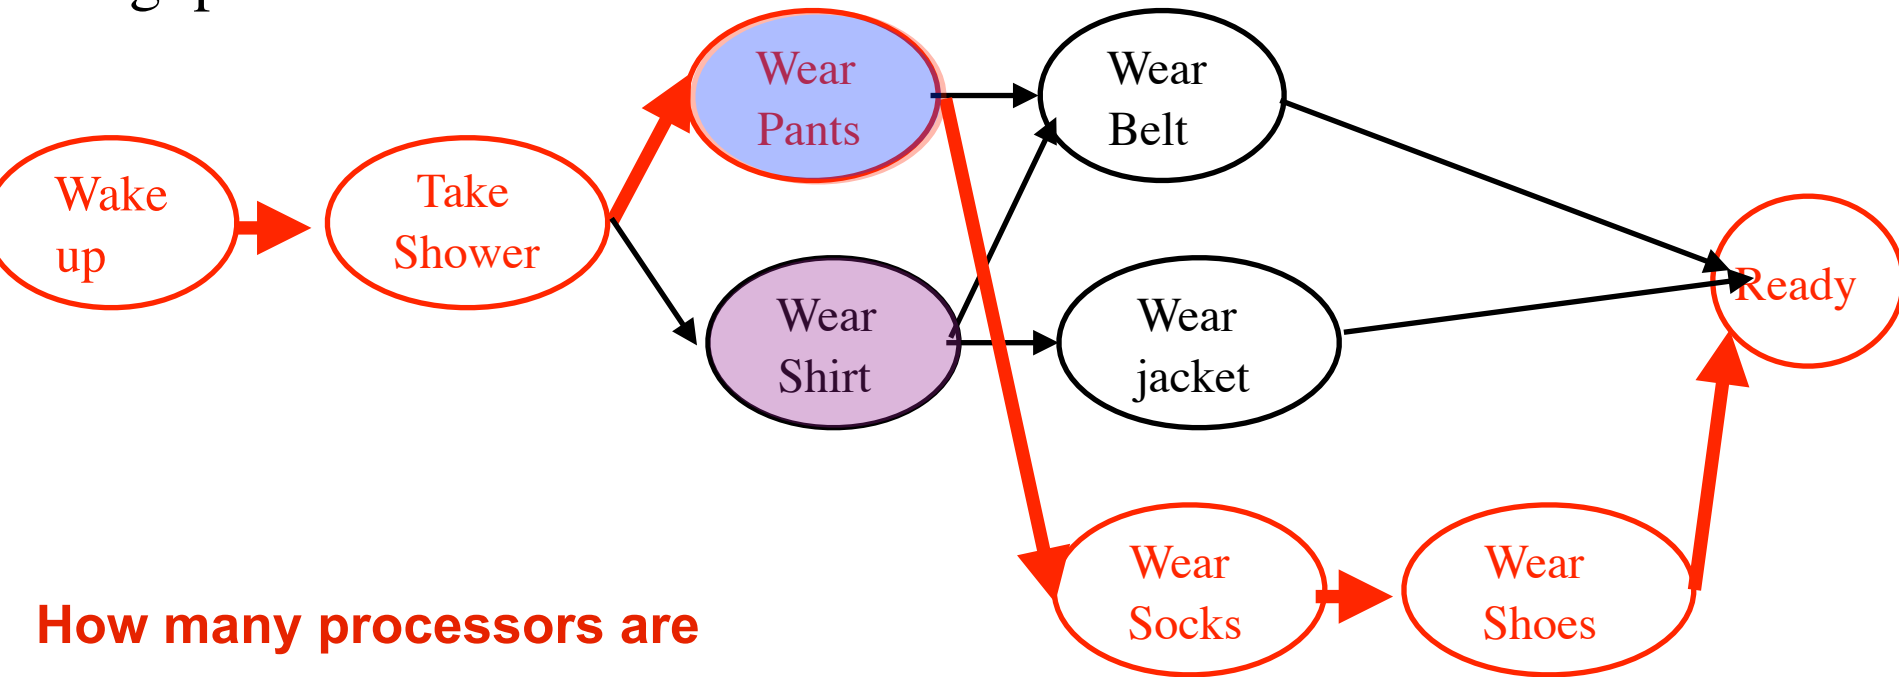 Wear
Pants
Wear
Belt
Wake
up
Take
Shower
Ready
Wear
Shirt
Wear
jacket
Wear
Socks
Wear
Shoes
How many processors are